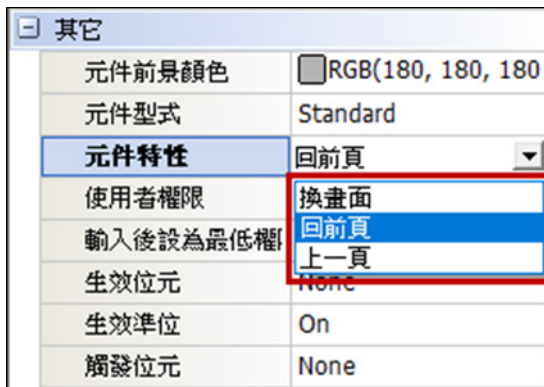 其它
元件前景顏色 RGB(180, 180, 180
元件型式 Standard
元件特性 回前頁
使用者權限 換畫面
回前頁
輸入後設為最低權
上一頁
生效位元 None
生效準位 On
觸發位元 None